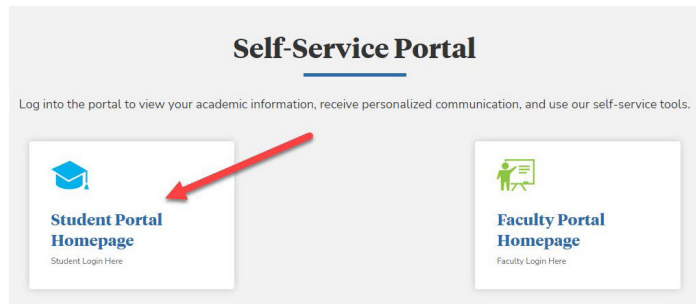 Self-Service Portal
Log into the portal to view your academic information, receive personalized communication, and use our self-service tools.
Student Portal
Homepage
Student Login Here
Faculty Portal
Homepage
Faculty Login Here